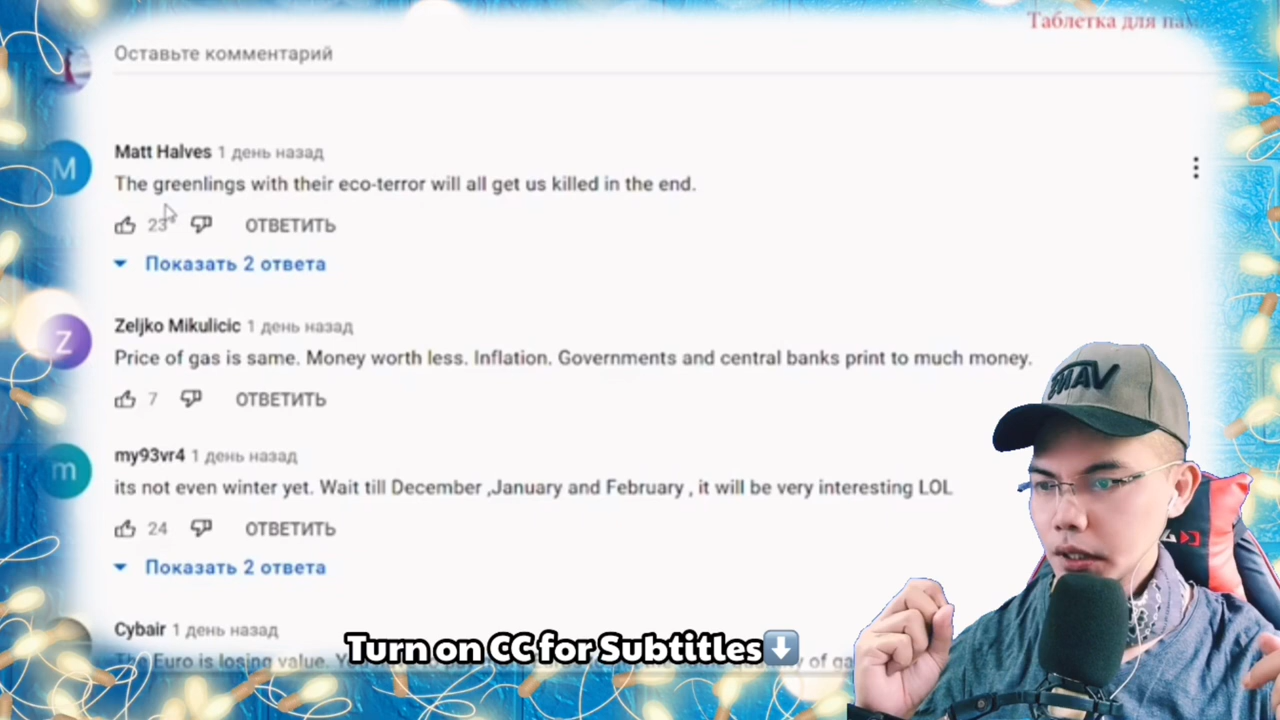 Таблетка для
Оставьте комментарий
M
Matt Halves 1 день назад
The greenlings with their eco-terror will all get us killed in the end.
23 ОТВЕТИТЬ
Показать 2 ответа
Z
Zeljko Mikulicic 1 день назад
Price of gas is same. Money worth less. Inflation. Governments and central banks print to much money.
7 ОТВЕТИТЬ
m
my93vr4 1 день назад
its not even winter yet. Wait till December ,January and February , it will be very interesting LOL
24 ОТВЕТИТЬ
Показать 2 ответа
Cybair 1 день назад
The Euro is losing value.
Turn on CC for Subtitles
VANS